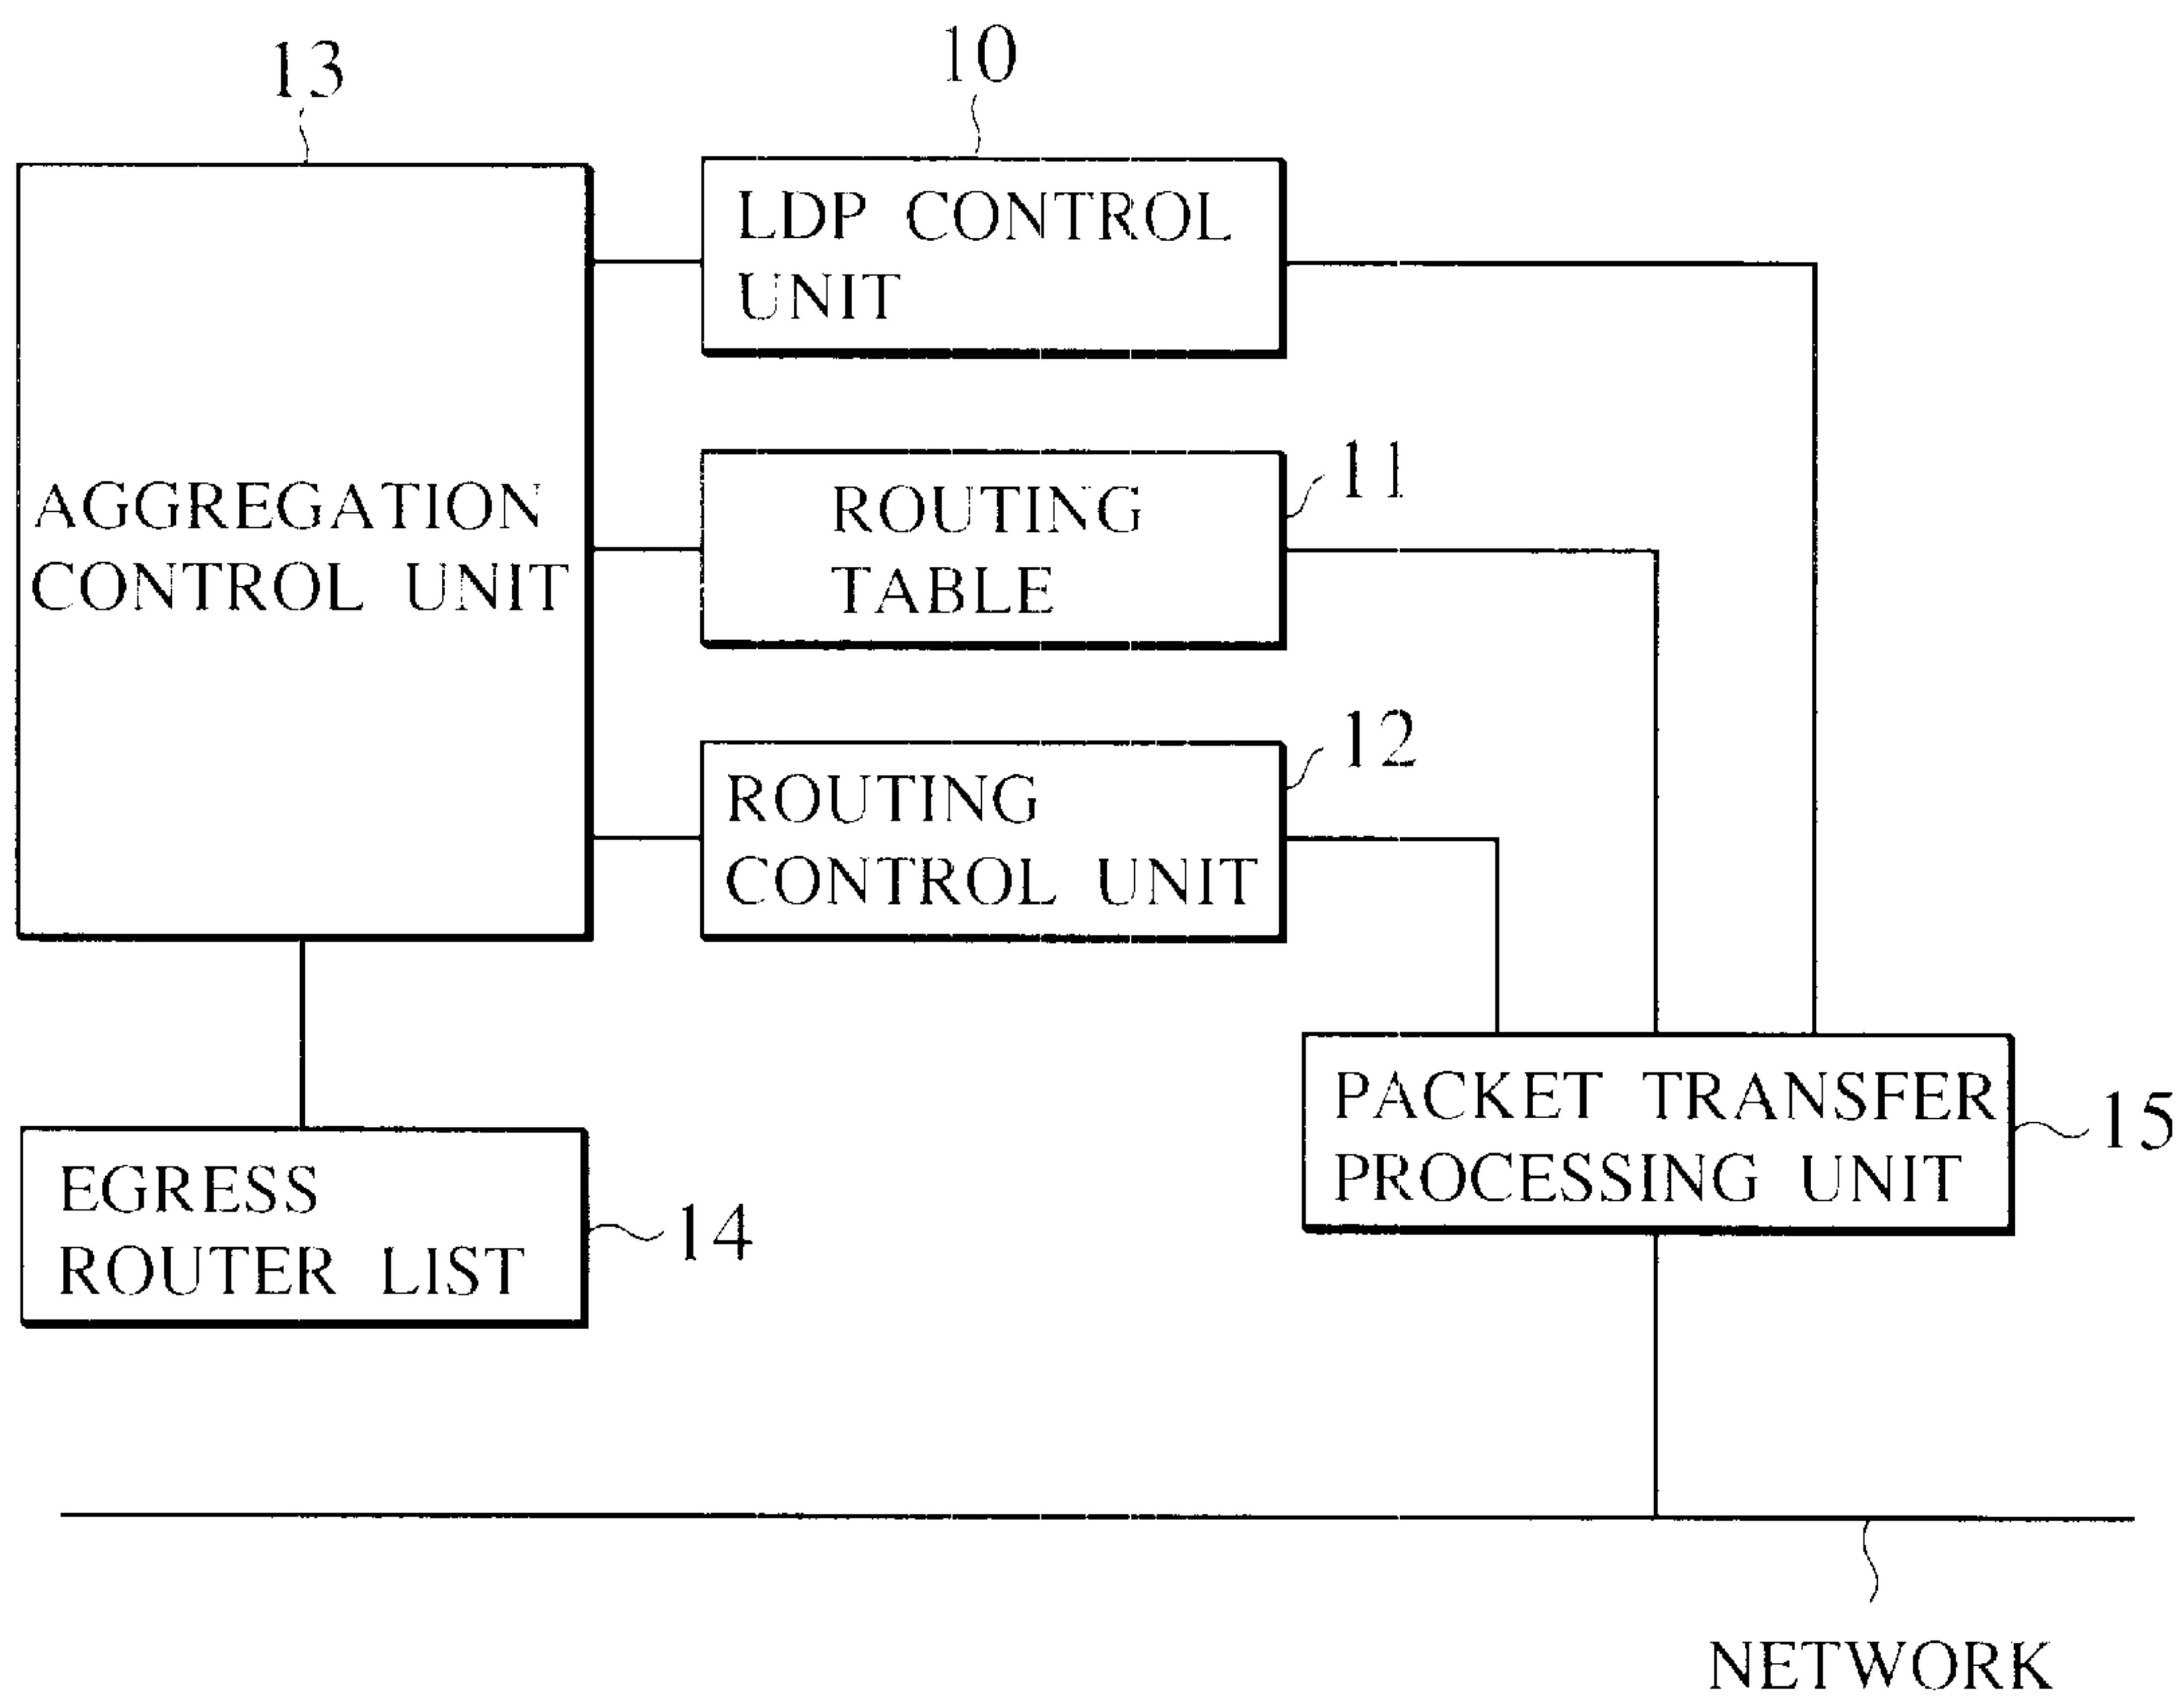 13
10
LDP CONTROL
UNIT
AGGREGATION
CONTROL UNIT
ROUTING
TABLE
11
ROUTING
CONTROL UNIT
12
PACKET TRANSFER
PROCESSING UNIT
15
EGRESS
ROUTER LIST
14
NETWORK